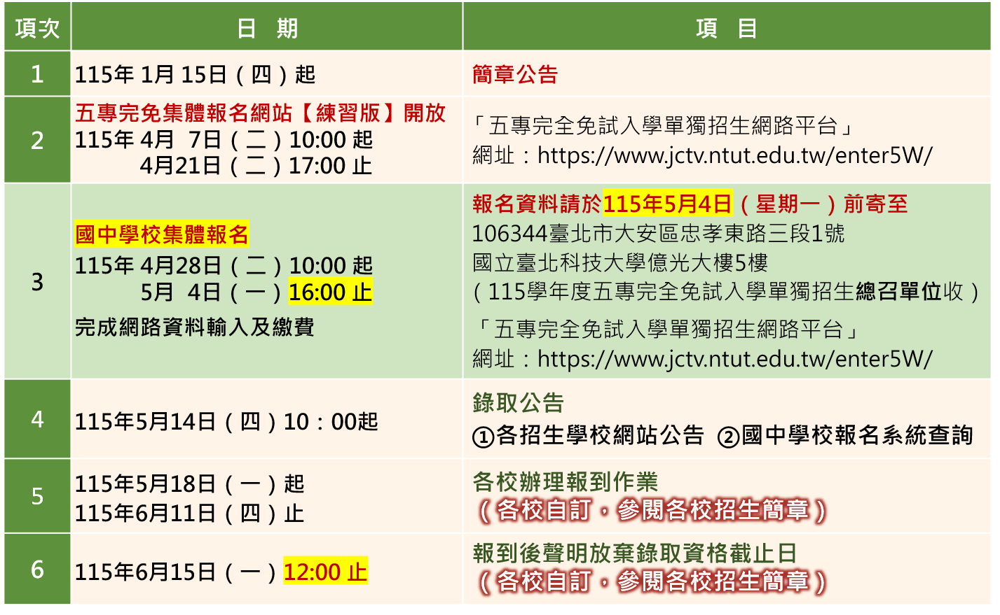 項次
日 期
項 目
1
115年 1月 15日（四）起
簡章公告
2
五專完免集體報名網站【練習版】開放
115年 4月 7日（二）10:00 起
4月21日（二）17:00 止
「五專完全免試入學單獨招生網路平台」
網址：https://www.jctv.ntut.edu.tw/enter5W/
3
國中學校集體報名
115年 4月28日（二）10:00 起
5月 4日（一）16:00 止
完成網路資料輸入及繳費
報名資料請於115年5月4日（星期一）前寄至
106344臺北市大安區忠孝東路三段1號
國立臺北科技大學億光大樓5樓
（115學年度五專完全免試入學單獨招生總召單位收）
「五專完全免試入學單獨招生網路平台」
網址：https://www.jctv.ntut.edu.tw/enter5W/
4
115年5月14日（四）10：00起
錄取公告
①各招生學校網站公告 ②國中學校報名系統查詢
5
115年5月18日（一）起
115年6月11日（四）止
各校辦理報到作業
（各校自訂，參閱各校招生簡章）
6
115年6月15日（一）12:00 止
報到後聲明放棄錄取資格截止日
（各校自訂，參閱各校招生簡章）